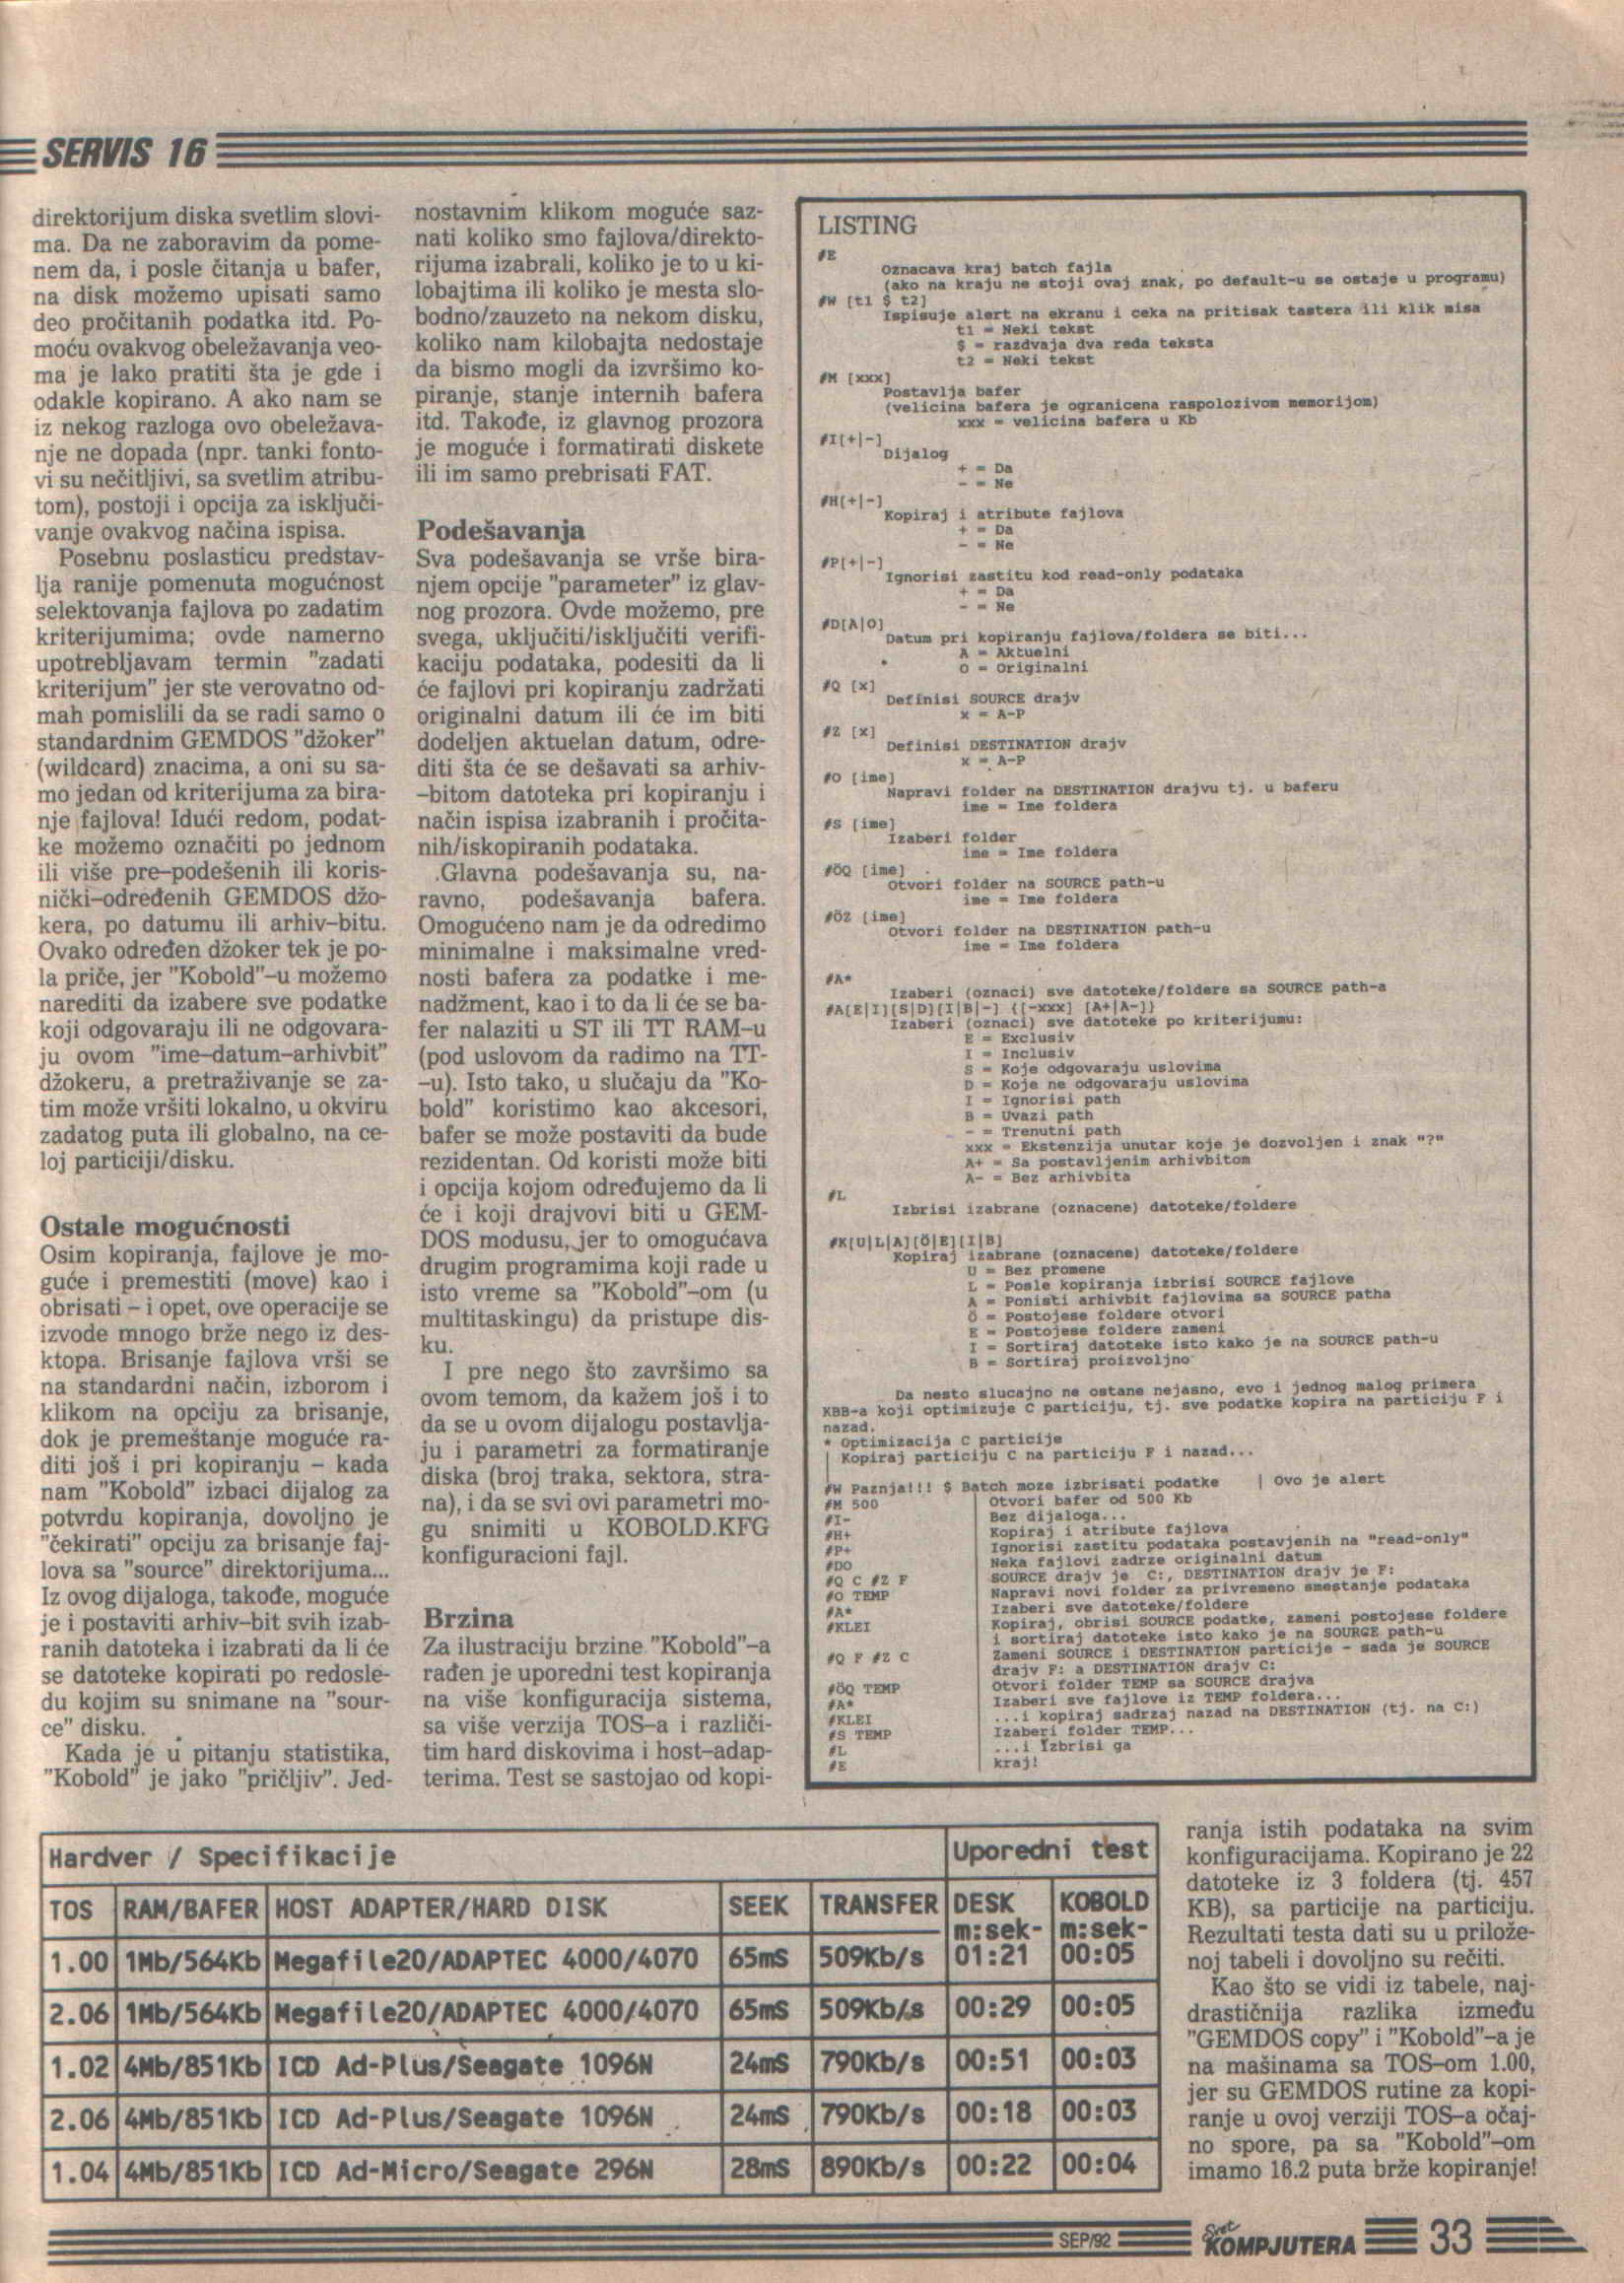 SERVIS 16
direktorijum diska svetlim slovi-
ma. Da ne zaboravim da pome-
nem da, i posle čitanja u bafer,
na disk možemo upisati samo
deo pročitanih podatka itd. Po-
moću ovakvog obeležavanja veo-
ma je lako pratiti šta je gde i
odakle kopirano. A ako nam se
iz nekog razloga ovo obeležava-
nje ne dopada (npr. tanki fonto-
vi su nečitljivi, sa svetlim atribu-
tom), postoji i opcija za isključi-
vanje ovakvog načina ispisa.
Posebnu poslasticu predstav-
lja ranije pomenuta mogućnost
selektovanja fajlova po zadatim
kriterijumima; ovde namerno
upotrebljavam termin "zadati
kriterijum" jer ste verovatno od-
mah pomislili da se radi samo o
standardnim GEMDOS "džoker"
(wildcard) znacima, a oni su sa-
mo jedan od kriterijuma za bira-
nje fajlova! Idući redom, podat-
ke možemo označiti po jednom
ili više pre–podešenih ili koris-
nički–određenih GEMDOS džo-
kera, po datumu ili arhiv–bitu.
Ovako određen džoker tek je po-
la priče, jer "Kobold"–u možemo
narediti da izabere sve podatke
koji odgovaraju ili ne odgovara-
ju ovom "ime–datum–arhivbit"
džokeru, a pretraživanje se za-
tim može vršiti lokalno, u okviru
zadatog puta ili globalno, na ce-
loj particiji/disku.
Ostale mogućnosti
Osim kopiranja, fajlove je mo-
guće i premestiti (move) kao i
obrisati – i opet, ove operacije se
izvode mnogo brže nego iz des-
ktopa. Brisanje fajlova vrši se
na standardni način, izborom i
klikom na opciju za brisanje,
dok je premeštanje moguće ra-
diti još i pri kopiranju – kada
nam "Kobold" izbaci dijalog za
potvrdu kopiranja, dovoljno je
"čekirati" opciju za brisanje faj-
lova sa "source" direktorijuma...
Iz ovog dijaloga, takođe, moguće
je i postaviti arhiv–bit svih izab-
ranih datoteka i izabrati da li će
se datoteke kopirati po redosle-
du kojim su snimane na "sour-
ce" disku.
Kada je u pitanju statistika,
"Kobold" je jako "pričljiv". Jed-
nostavnim klikom moguće saz-
nati koliko smo fajlova/direkto-
rijuma izabrali, koliko je to u ki-
lobajtima ili koliko je mesta slo-
bodno/zauzeto na nekom disku,
koliko nam kilobajta nedostaje
da bismo mogli da izvršimo ko-
piranje, stanje internih bafera
itd. Takođe, iz glavnog prozora
je moguće i formatirati diskete
ili im samo prebrisati FAT.
Podešavanja
Sva podešavanja se vrše bira-
njem opcije "parameter" iz glav-
nog prozora. Ovde možemo, pre
svega, uključiti/isključiti verifi-
kaciju podataka, podesiti da li
će fajlovi pri kopiranju zadržati
originalni datum ili će im biti
dodeljen aktuelan datum, odre-
diti šta će se dešavati sa arhiv-
–bitom datoteka pri kopiranju i
način ispisa izabranih i pročita-
nih/iskopiranih podataka.
Glavna podešavanja su, na-
ravno, podešavanja bafera.
Omogućeno nam je da odredimo
minimalne i maksimalne vred-
nosti bafera za podatke i me-
nadžment, kao i to da li će se ba-
fer nalaziti u ST ili TT RAM–u
(pod uslovom da radimo na TT-
–u). Isto tako, u slučaju da "Ko-
bold" koristimo kao akcesori,
bafer se može postaviti da bude
rezidentan. Od koristi može biti
i opcija kojom određujemo da li
će i koji drajvovi biti u GEM-
DOS modusu, jer to omogućava
drugim programima koji rade u
isto vreme sa "Kobold"–om (u
multitaskingu) da pristupe dis-
ku.
I pre nego što završimo sa
ovom temom, da kažem još i to
da se u ovom dijalogu postavlja-
ju i parametri za formatiranje
diska (broj traka, sektora, stra-
na), i da se svi ovi parametri mo-
gu snimiti u KOBOLD.KFG
konfiguracioni fajl.
Brzina
Za ilustraciju brzine "Kobold"–a
rađen je uporedni test kopiranja
na više konfiguracija sistema,
sa više verzija TOS–a i različi-
tim hard diskovima i host–adap-
terima. Test se sastojao od kopi-
LISTING
#E
Oznacava kraj batch fajla
(ako na kraju ne stoji ovaj znak, po default-u se ostaje u programu)
#W [t1 $ t2]
Ispisuje alert na ekranu i ceka na pritisak tastera ili klik misa
t1 = Neki tekst
$ = razdvaja dva reda teksta
t2 = Neki tekst
#M [xxx]
Postavlja bafer
(velicina bafera je ogranicena raspolozivom memorijom)
xxx = velicina bafera u Kb
#I[+|-]
Dijalog
+ = Da
- = Ne
#H[+|-]
Kopiraj i atribute fajlova
+ = Da
- = Ne
#P[+|-]
Ignorisi zastitu kod read-only podataka
+ = Da
- = Ne
#D[A|O]
Datum pri kopiranju fajlova/foldera se biti...
A = Aktuelni
O = Originalni
#Q [x]
Definisi SOURCE drajv
x = A-P
#Z [x]
Definisi DESTINATION drajv
x = A-P
#O [ime]
Napravi folder na DESTINATION drajvu tj. u baferu
ime = Ime foldera
#S [ime]
Izaberi folder
ime = Ime foldera
#ÖQ [ime]
Otvori folder na SOURCE path-u
ime = Ime foldera
#ÖZ [ime]
Otvori folder na DESTINATION path-u
ime = Ime foldera
#A*
Izaberi (oznaci) sve datoteke/foldere sa SOURCE path-a
#A[E|I][S|D][I|B|-] {[-xxx] [A+|A-]}
Izaberi (oznaci) sve datoteke po kriterijumu:
E = Exclusiv
I = Inclusiv
S = Koje odgovaraju uslovima
D = Koje ne odgovaraju uslovima
I = Ignorisi path
B = Uvazi path
- = Trenutni path
xxx = Ekstenzija unutar koje je dozvoljen i znak "?"
A+ = Sa postavljenim arhivbitom
A- = Bez arhivbita
#L
Izbrisi izabrane (oznacene) datoteke/foldere
#K[U|L|A][Ö|E][I|B]
Kopiraj izabrane (oznacene) datoteke/foldere
U = Bez promene
L = Posle kopiranja izbrisi SOURCE fajlove
A = Ponisti arhivbit fajlovima sa SOURCE patha
Ö = Postojese foldere otvori
E = Postojese foldere zameni
I = Sortiraj datoteke isto kako je na SOURCE path-u
B = Sortiraj proizvoljno
Da nesto slucajno ne ostane nejasno, evo i jednog malog primera
KBB-a koji optimizuje C particiju, tj. sve podatke kopira na particiju F i
nazad.
* Optimizacija C particije
| Kopiraj particiju C na particiju F i nazad...
#W Paznja!!! $ Batch moze izbrisati podatke | Ovo je alert
#M 500 | Otvori bafer od 500 Kb
#I- | Bez dijaloga...
#H+ | Kopiraj i atribute fajlova
#P+ | Ignorisi zastitu podataka postavjenih na "read-only"
#DO | Neka fajlovi zadrze originalni datum
#Q C #Z F | SOURCE drajv je C:, DESTINATION drajv je F:
#O TEMP | Napravi novi folder za privremeno smestanje podataka
#A* | Izaberi sve datoteke/foldere
#KLEI | Kopiraj, obrisi SOURCE podatke, zameni postojese foldere
| i sortiraj datoteke isto kako je na SOURCE path-u
#Q F #Z C | Zameni SOURCE i DESTINATION particije - sada je SOURCE
| drajv F: a DESTINATION drajv C:
#ÖQ TEMP | Otvori folder TEMP sa SOURCE drajva
#A* | Izaberi sve fajlove iz TEMP foldera...
#KLEI | ...i kopiraj sadrzaj nazad na DESTINATION (tj. na C:)
#S TEMP | Izaberi folder TEMP...
#L | ...i Izbrisi ga
#E | kraj!
Hardver / Specifikacije Uporedni test
TOS RAM/BAFER HOST ADAPTER/HARD DISK SEEK TRANSFER DESK KOBOLD
m:sek- m:sek-
1.00 1Mb/564Kb Megafile20/ADAPTEC 4000/4070 65mS 509Kb/s 01:21 00:05
2.06 1Mb/564Kb Megafile20/ADAPTEC 4000/4070 65mS 509Kb/s 00:29 00:05
1.02 4Mb/851Kb ICD Ad-Plus/Seagate 1096N 24mS 790Kb/s 00:51 00:03
2.06 4Mb/851Kb ICD Ad-Plus/Seagate 1096N 24mS 790Kb/s 00:18 00:03
1.04 4Mb/851Kb ICD Ad-Micro/Seagate 296N 28mS 890Kb/s 00:22 00:04
ranja istih podataka na svim
konfiguracijama. Kopirano je 22
datoteke iz 3 foldera (tj. 457
KB), sa particije na particiju.
Rezultati testa dati su u prilože-
noj tabeli i dovoljno su rečiti.
Kao što se vidi iz tabele, naj-
drastičnija razlika između
"GEMDOS copy" i "Kobold"–a je
na mašinama sa TOS–om 1.00,
jer su GEMDOS rutine za kopi-
ranje u ovoj verziji TOS–a očaj-
no spore, pa sa "Kobold"–om
imamo 16.2 puta brže kopiranje!
SEP/92 Svet KOMPJUTERA 33